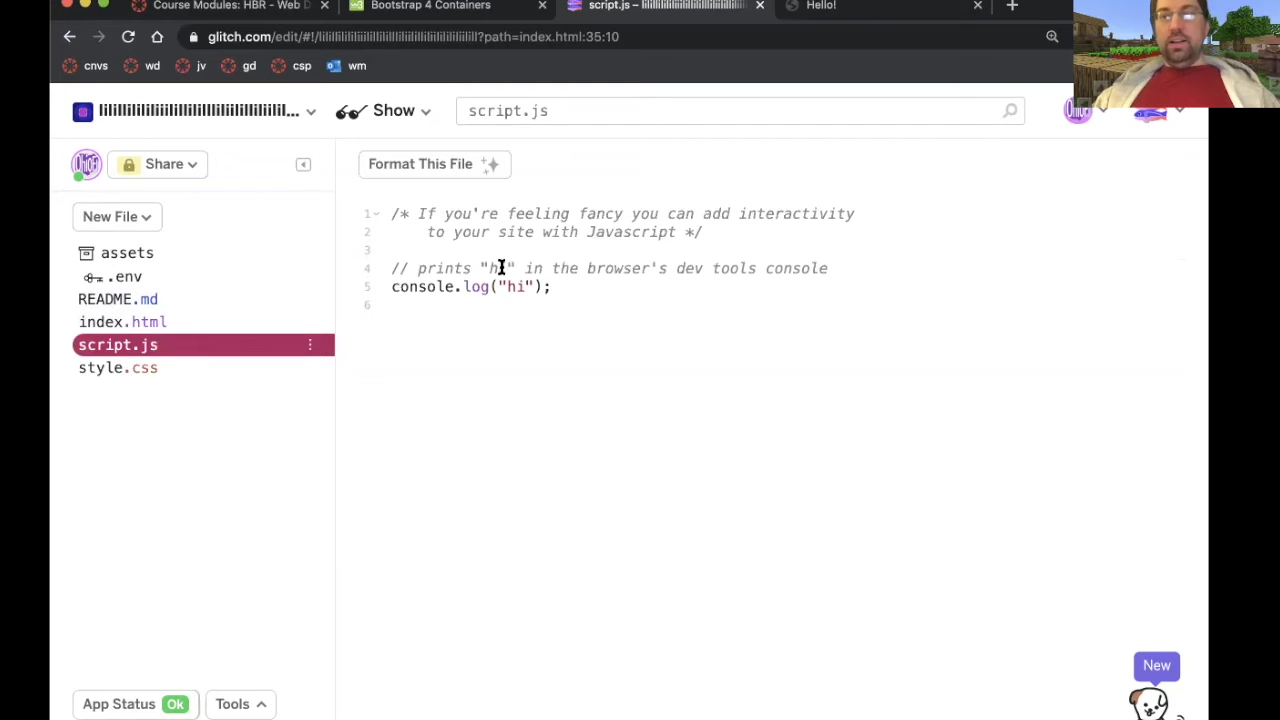 Course Modules: HBR - Web D
Bootstrap 4 Containers
script.js –
Hello!
glitch.com/edit/#!/ ?path=index.html:35:10
cnvs wd jv gd csp wm
Show
script.js
Share
Format This File
New File
1 /* If you're feeling fancy you can add interactivity
2 to your site with Javascript */
3
4 // prints "hi" in the browser's dev tools console
5 console.log("hi");
6
assets
.env
README.md
index.html
script.js
style.css
New
App Status Ok
Tools